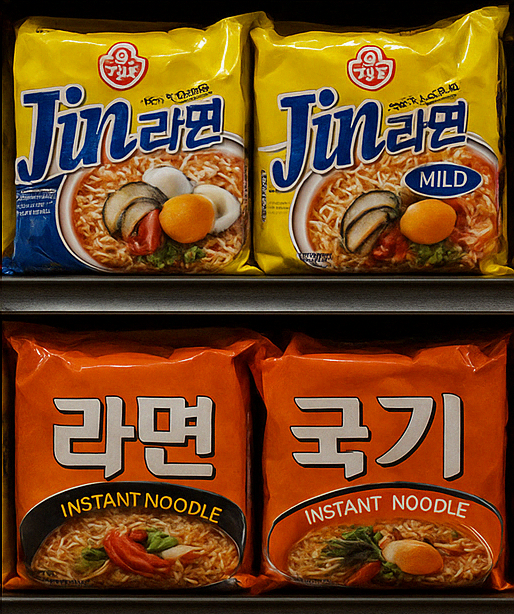 Jin라면
Jin라면
MILD
라면
INSTANT NOODLE
국기
INSTANT NOODLE